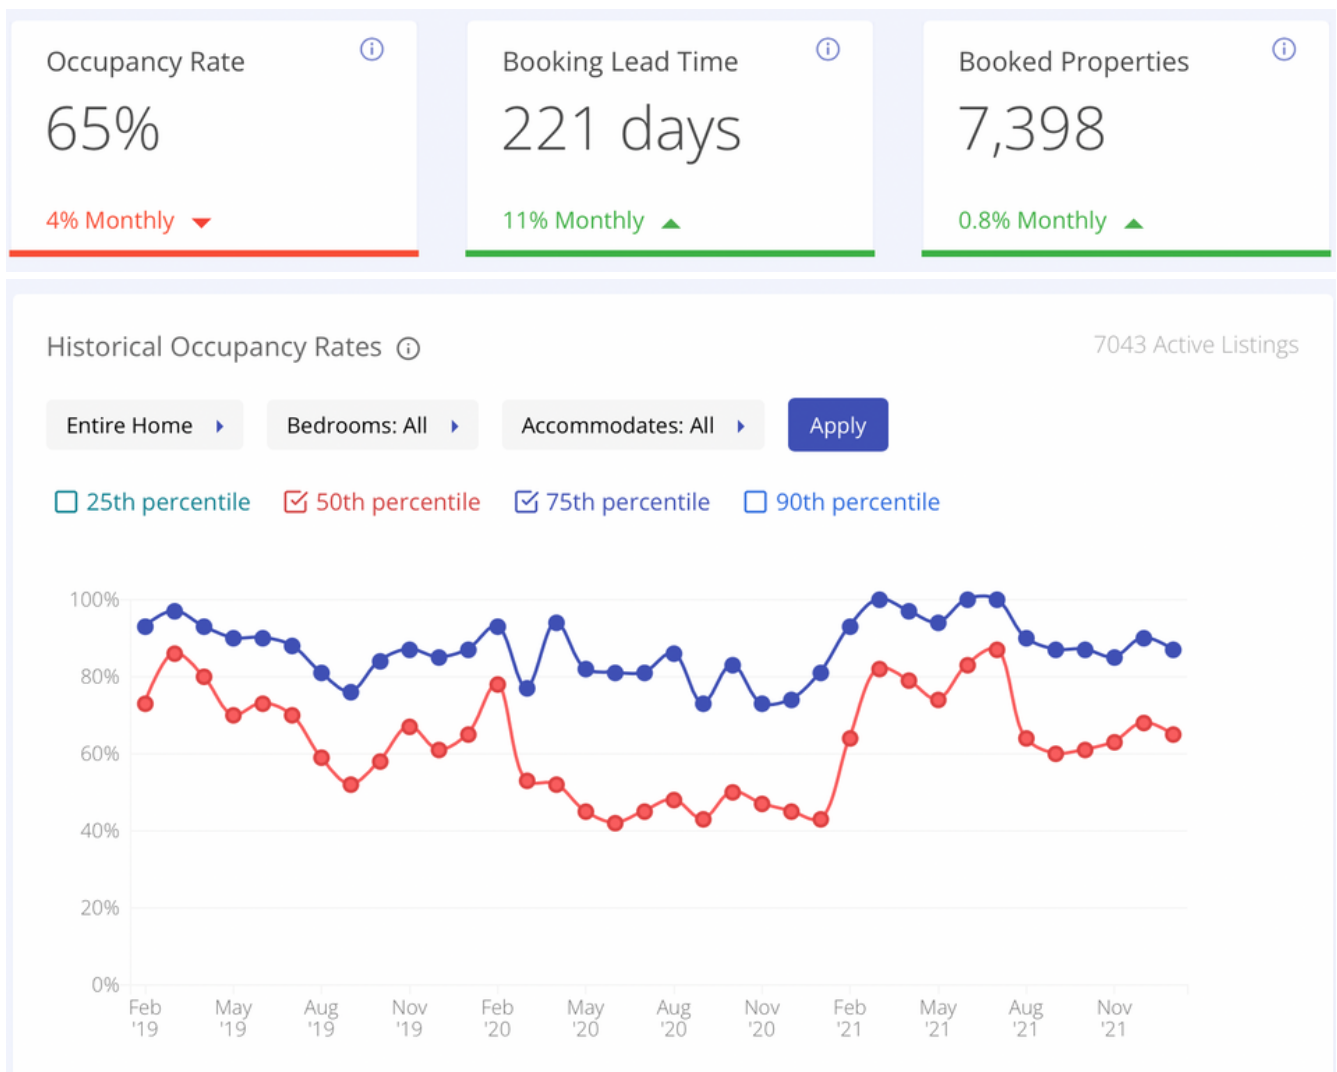 Occupancy Rate
65%
4% Monthly
Booking Lead Time
221 days
11% Monthly
Booked Properties
7,398
0.8% Monthly
Historical Occupancy Rates
7043 Active Listings
Entire Home
Bedrooms: All
Accommodates: All
Apply
25th percentile
50th percentile
75th percentile
90th percentile
100%
80%
60%
40%
20%
0%
Feb '19
May '19
Aug '19
Nov '19
Feb '20
May '20
Aug '20
Nov '20
Feb '21
May '21
Aug '21
Nov '21